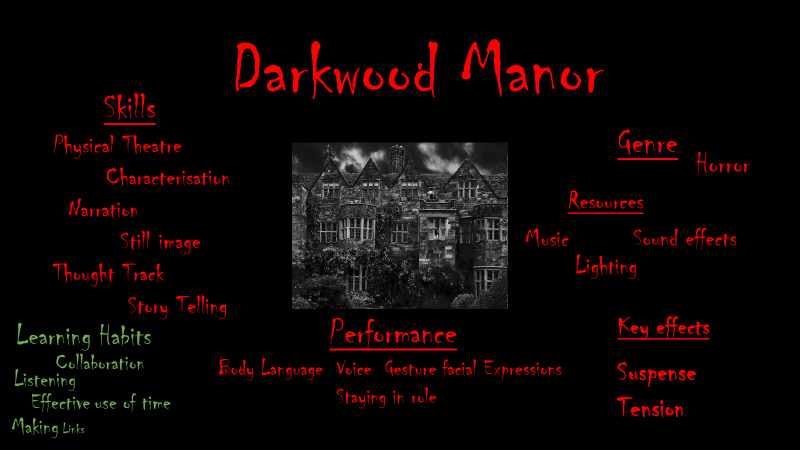 Darkwood Manor
Skills
Physical Theatre
Characterisation
Narration
Still image
Thought Track
Story Telling
Learning Habits
Collaboration
Listening
Effective use of time
Making Links
Performance
Body Language Voice Gesture facial Expressions
Staying in role
Genre
Horror
Resources
Music Sound effects
Lighting
Key effects
Suspense
Tension